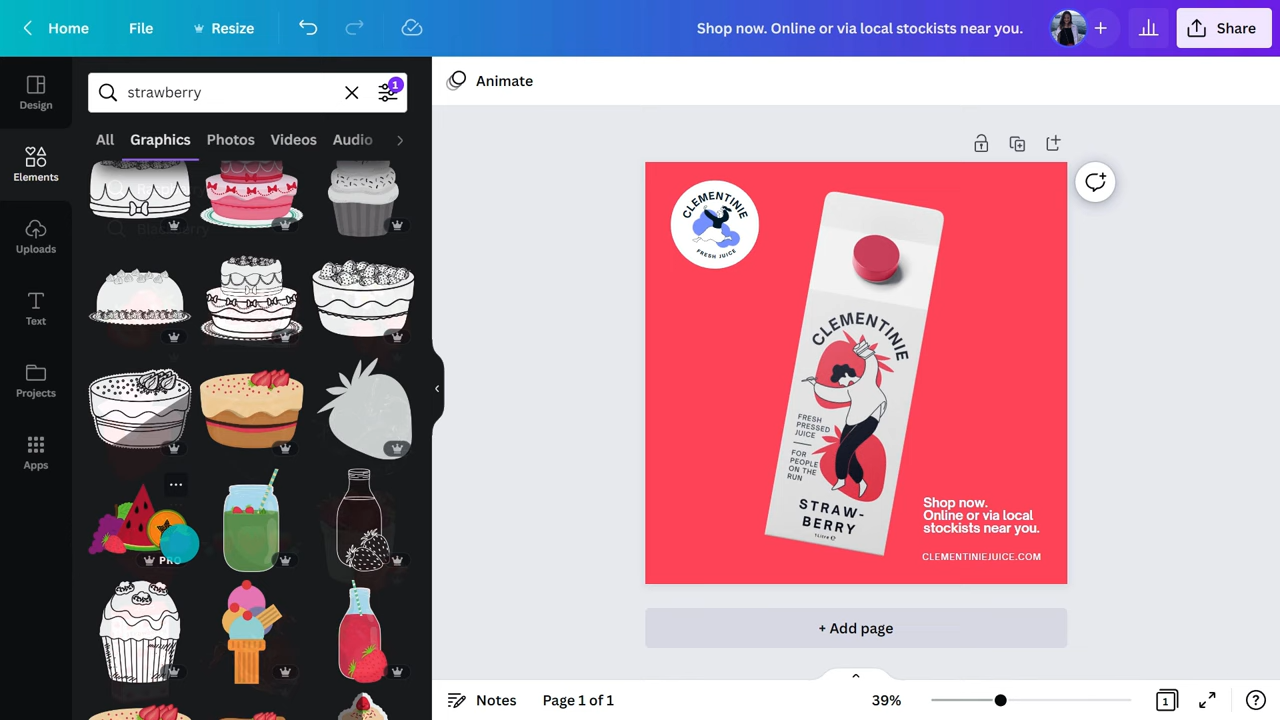 Home
File
Resize
Shop now. Online or via local stockists near you.
+
Share
Design
Elements
Uploads
Text
Projects
Apps
strawberry
1
All
Graphics
Photos
Videos
Audio
PRO
Animate
CLEMENTINIE
FRESH JUICE
CLEMENTINIE
FRESH
PRESSED
JUICE
FOR
PEOPLE
ON THE
RUN
STRAW-
BERRY
1 Litre ℮
Shop now.
Online or via local
stockists near you.
CLEMENTINIEJUICE.COM
+ Add page
Notes
Page 1 of 1
39%
1